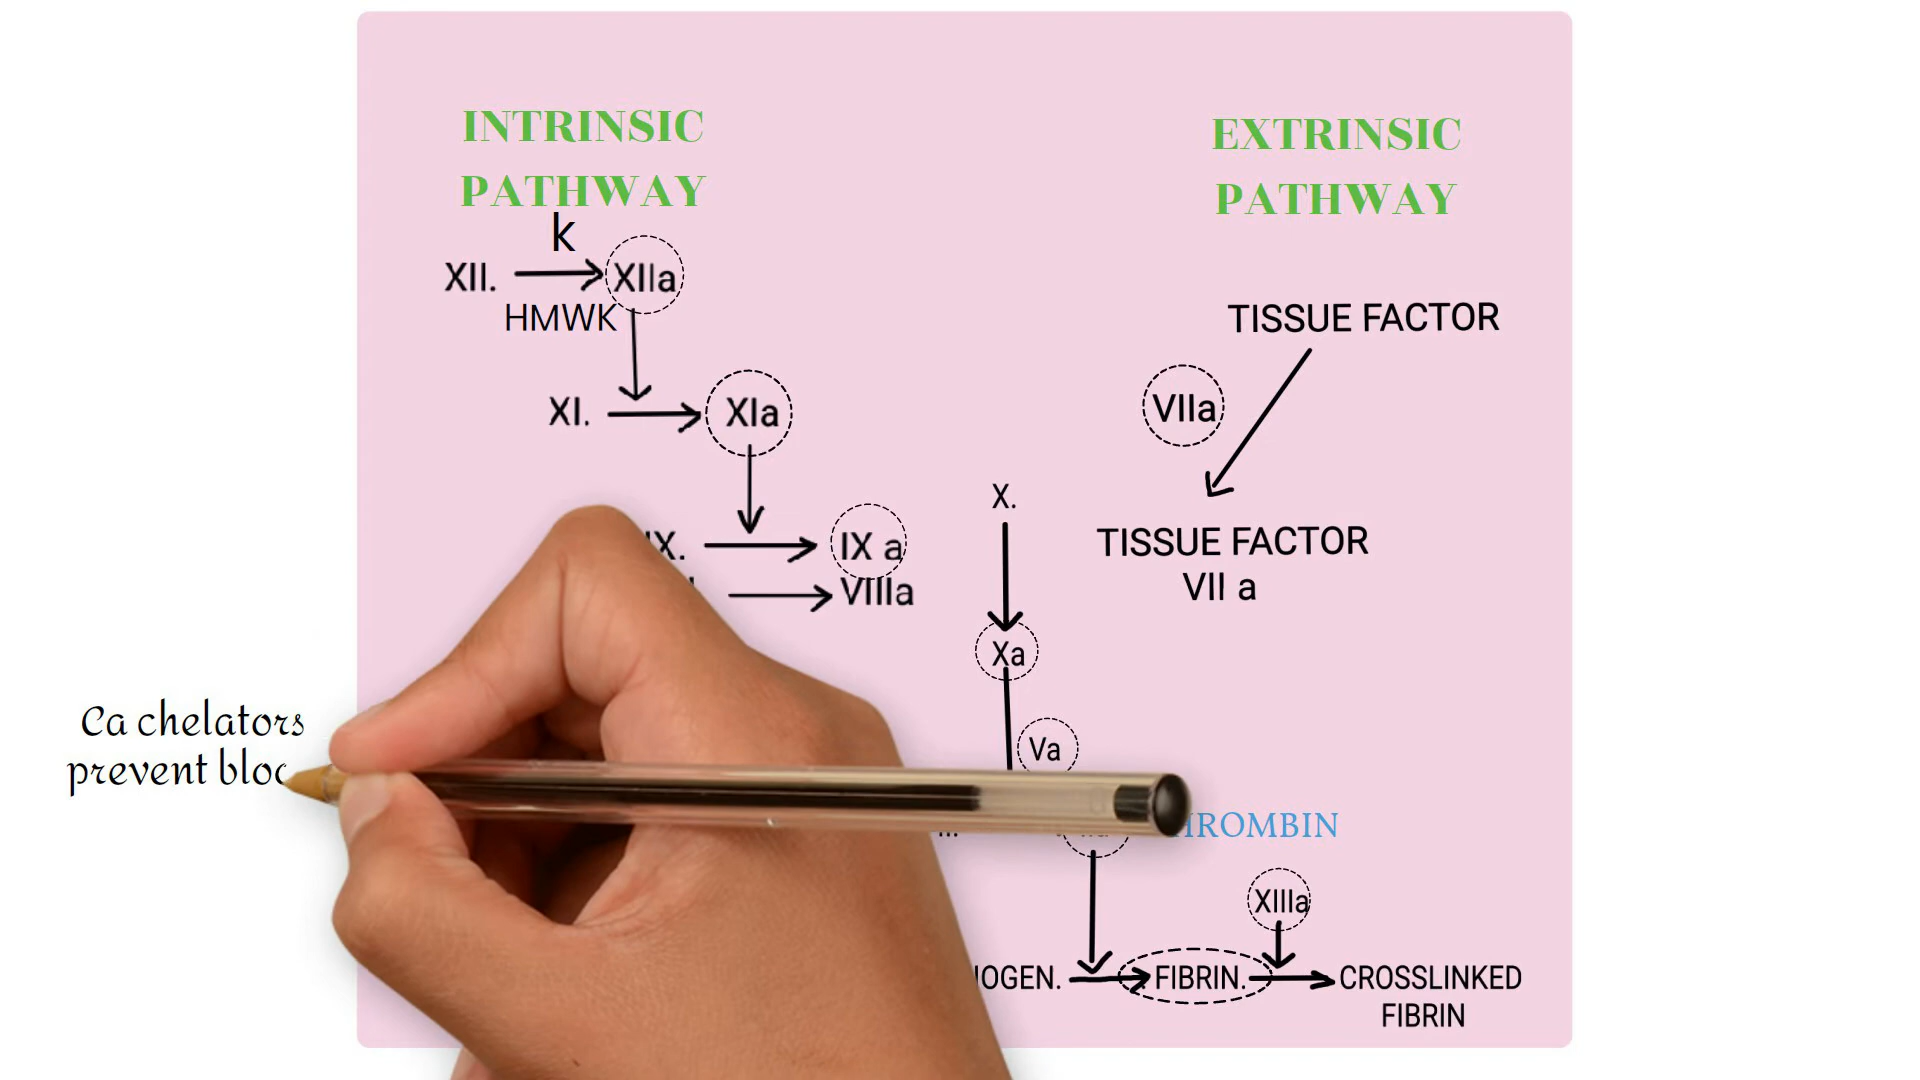 INTRINSIC
PATHWAY
EXTRINSIC
PATHWAY
k
XII. XIIa
HMWK
TISSUE FACTOR
XI. XIa
VIIa
X.
IX. IX a
TISSUE FACTOR
VIIIa
VII a
Xa
Ca chelators
prevent
Va
XIIIa
FIBRIN. CROSSLINKED
FIBRIN